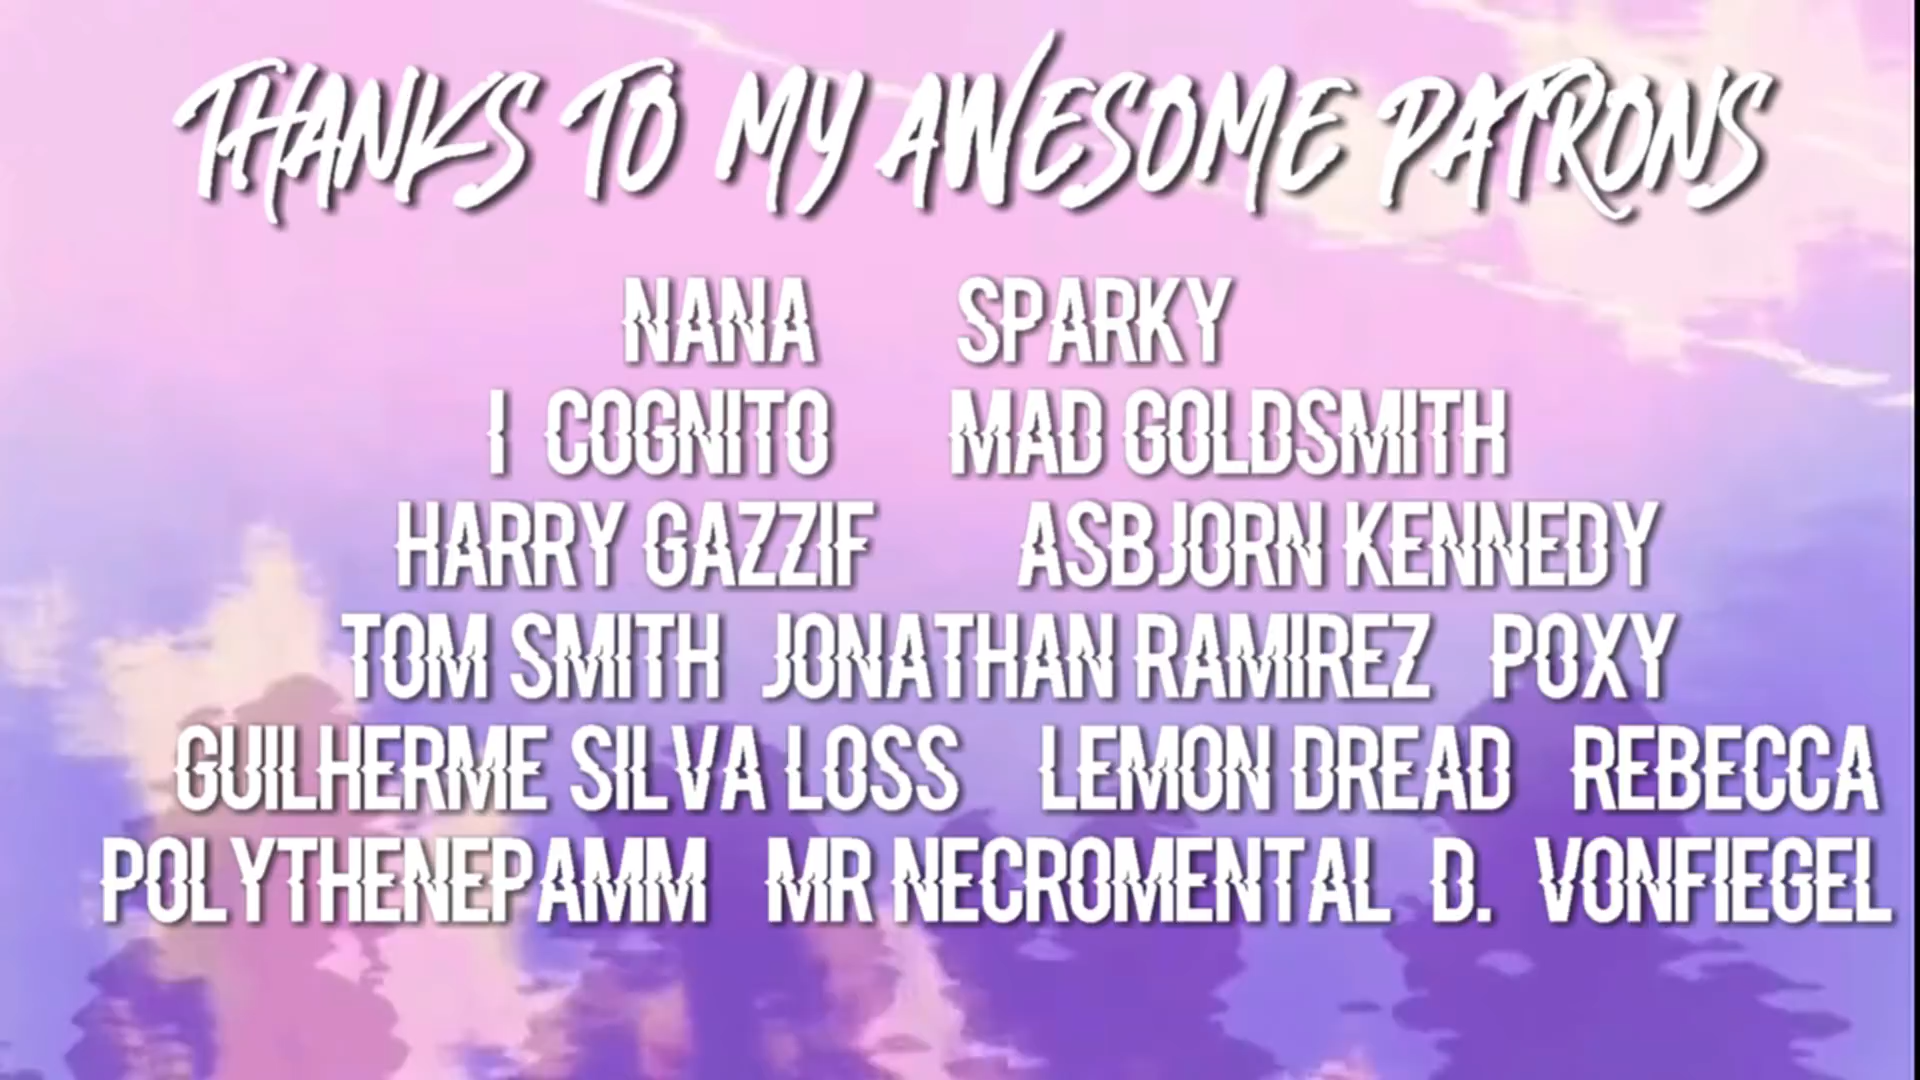 THANKS TO MY AWESOME PATRONS
NANA SPARKY
I COGNITO MAD GOLDSMITH
HARRY GAZZIF ASBJORN KENNEDY
TOM SMITH JONATHAN RAMIREZ POXY
GUILHERME SILVA LOSS LEMON DREAD REBECCA
POLYTHENEPAMM MR NECROMENTAL D. VONFIEGEL